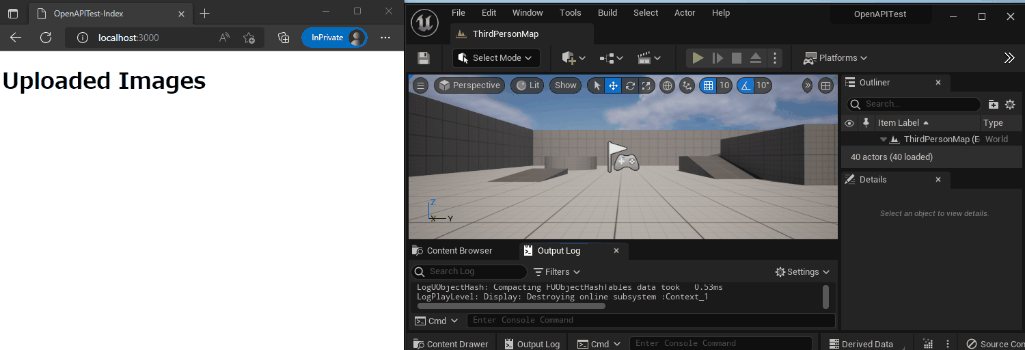 OpenAPITest-Index
localhost:3000
InPrivate
Uploaded Images
File Edit Window Tools Build Select Actor Help
OpenAPITest
ThirdPersonMap
Select Mode
Platforms
Perspective Lit Show 10 10°
Z
X Y
Outliner
Search...
Item Label Type
ThirdPersonMap (E World
40 actors (40 loaded)
Details
Select an object to view details.
Content Browser Output Log
Search Log Filters Settings
LogUObjectHash: Compacting FUObjectHashTables data took 0.53ms
LogPlayLevel: Display: Destroying online subsystem :Context_1
Cmd Enter Console Command
Content Drawer Output Log Cmd Enter Console Command Derived Data Source Con